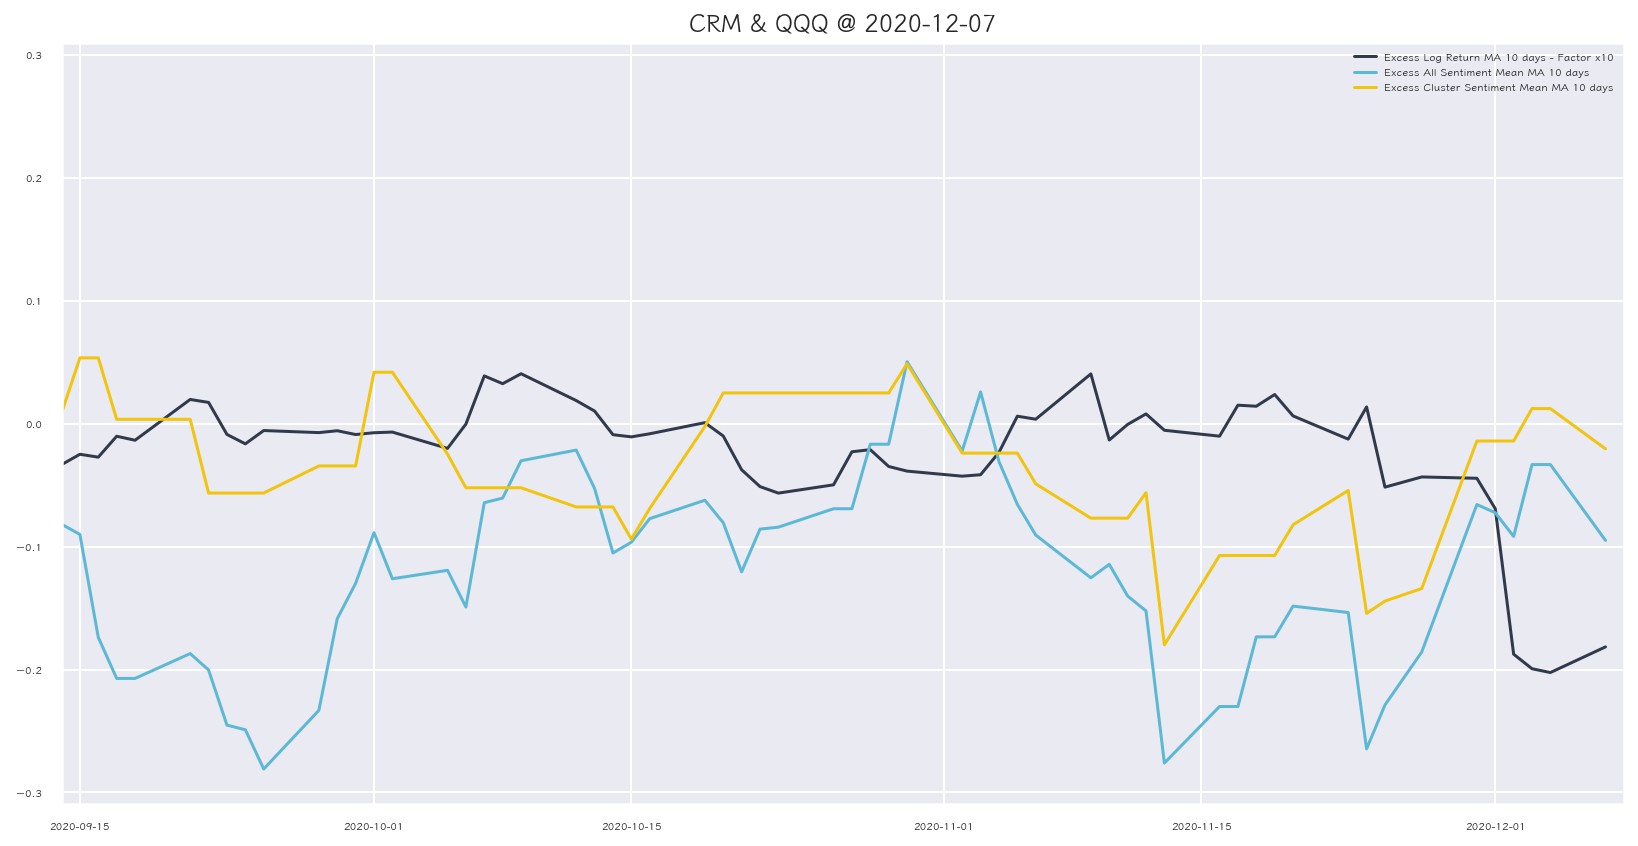 CRM & QQQ @ 2020-12-07
Excess Log Return MA 10 days - Factor x10
Excess All Sentiment Mean MA 10 days
Excess Cluster Sentiment Mean MA 10 days
0.3
0.2
0.1
0.0
−0.1
−0.2
−0.3
2020-09-15 2020-10-01 2020-10-15 2020-11-01 2020-11-15 2020-12-01